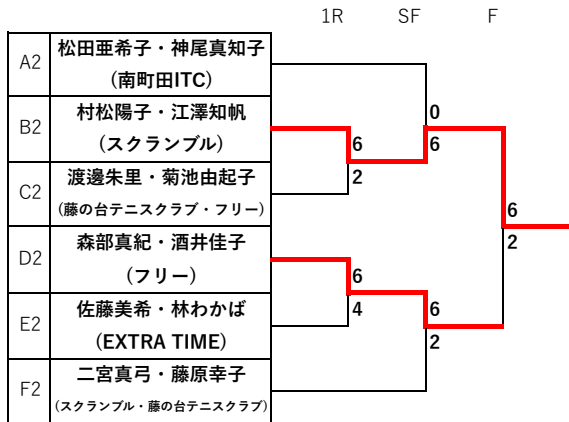 1R SF F
A2 松田亜希子・神尾真知子
(南町田ITC)
B2 村松陽子・江澤知帆
(スクランブル)
C2 渡邊朱里・菊池由起子
(藤の台テニスクラブ・フリー)
D2 森部真紀・酒井佳子
(フリー)
E2 佐藤美希・林わかば
(EXTRA TIME)
F2 二宮真弓・藤原幸子
(スクランブル・藤の台テニスクラブ)
0
6
6
2
6
2
6
4
6
2